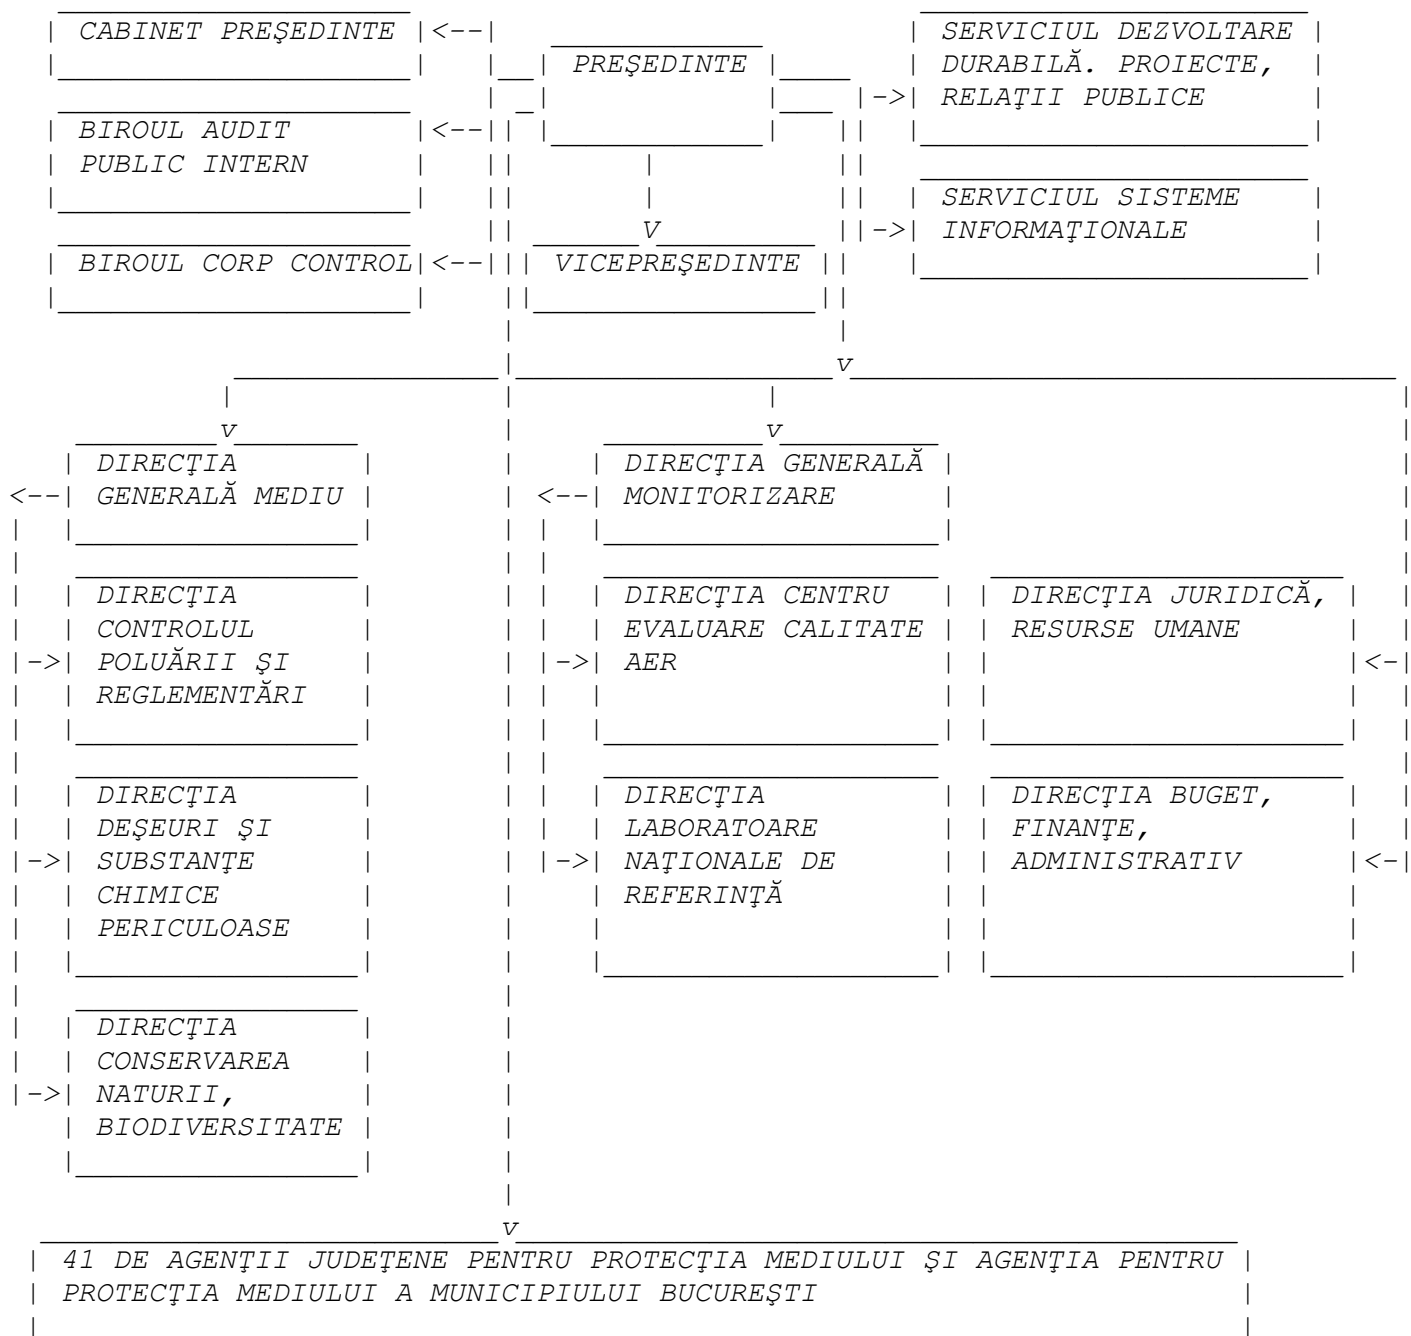 CABINET PREŞEDINTE
BIROUL AUDIT
PUBLIC INTERN
BIROUL CORP CONTROL
PREŞEDINTE
VICEPREŞEDINTE
SERVICIUL DEZVOLTARE
DURABILĂ. PROIECTE,
RELAŢII PUBLICE
SERVICIUL SISTEME
INFORMAŢIONALE
DIRECŢIA
GENERALĂ MEDIU
DIRECŢIA
CONTROLUL
POLUĂRII ŞI
REGLEMENTĂRI
DIRECŢIA
DEŞEURI ŞI
SUBSTANŢE
CHIMICE
PERICULOASE
DIRECŢIA
CONSERVAREA
NATURII,
BIODIVERSITATE
DIRECŢIA GENERALĂ
MONITORIZARE
DIRECŢIA CENTRU
EVALUARE CALITATE
AER
DIRECŢIA
LABORATOARE
NAŢIONALE DE
REFERINŢĂ
DIRECŢIA JURIDICĂ,
RESURSE UMANE
DIRECŢIA BUGET,
FINANŢE,
ADMINISTRATIV
41 DE AGENŢII JUDEŢENE PENTRU PROTECŢIA MEDIULUI ŞI AGENŢIA PENTRU
PROTECŢIA MEDIULUI A MUNICIPIULUI BUCUREŞTI